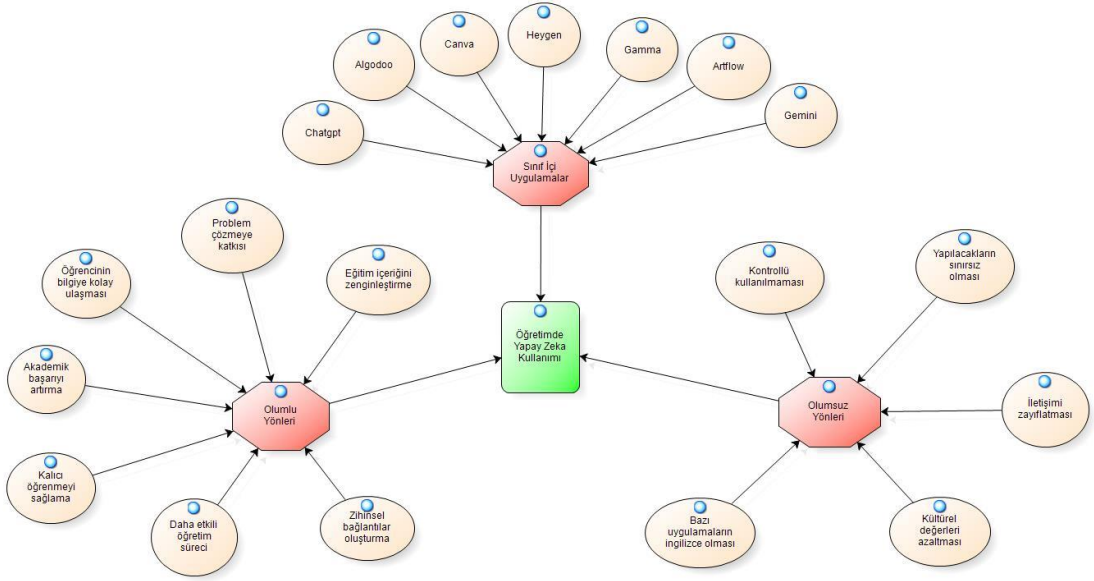 Heygen
Canva
Gamma
Algodoo
Artflow
Chatgpt
Gemini
Sınıf İçi
Uygulamalar
Problem
çözmeye
katkısı
Öğrencinin
bilgiye kolay
ulaşması
Eğitim içeriğini
zenginleştirme
Akademik
başarıyı
artırma
Olumlu
Yönleri
Kalıcı
öğrenmeyi
sağlama
Daha etkili
öğretim
süreci
Zihinsel
bağlantılar
oluşturma
Öğretimde
Yapay Zeka
Kullanımı
Kontrollü
kullanılmaması
Yapılacakların
sınırsız
olması
Olumsuz
Yönleri
İletişimi
zayıflatması
Bazı
uygulamaların
ingilizce olması
Kültürel
değerleri
azaltması